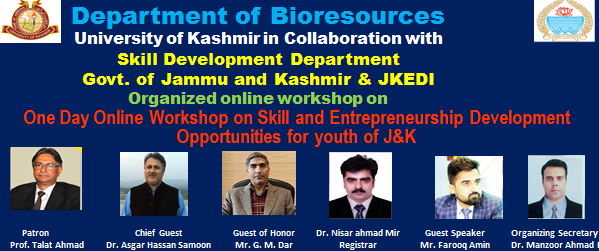 Department of Bioresources
University of Kashmir in Collaboration with
Skill Development Department
Govt. of Jammu and Kashmir & JKEDI
Organized online workshop on
One Day Online Workshop on Skill and Entrepreneurship Development
Opportunities for youth of J&K
Patron
Prof. Talat Ahmad
Chief Guest
Dr. Asgar Hassan Samoon
Guest of Honor
Mr. G. M. Dar
Dr. Nisar ahmad Mir
Registrar
Guest Speaker
Mr. Farooq Amin
Organizing Secretary
Dr. Manzoor Ahmad